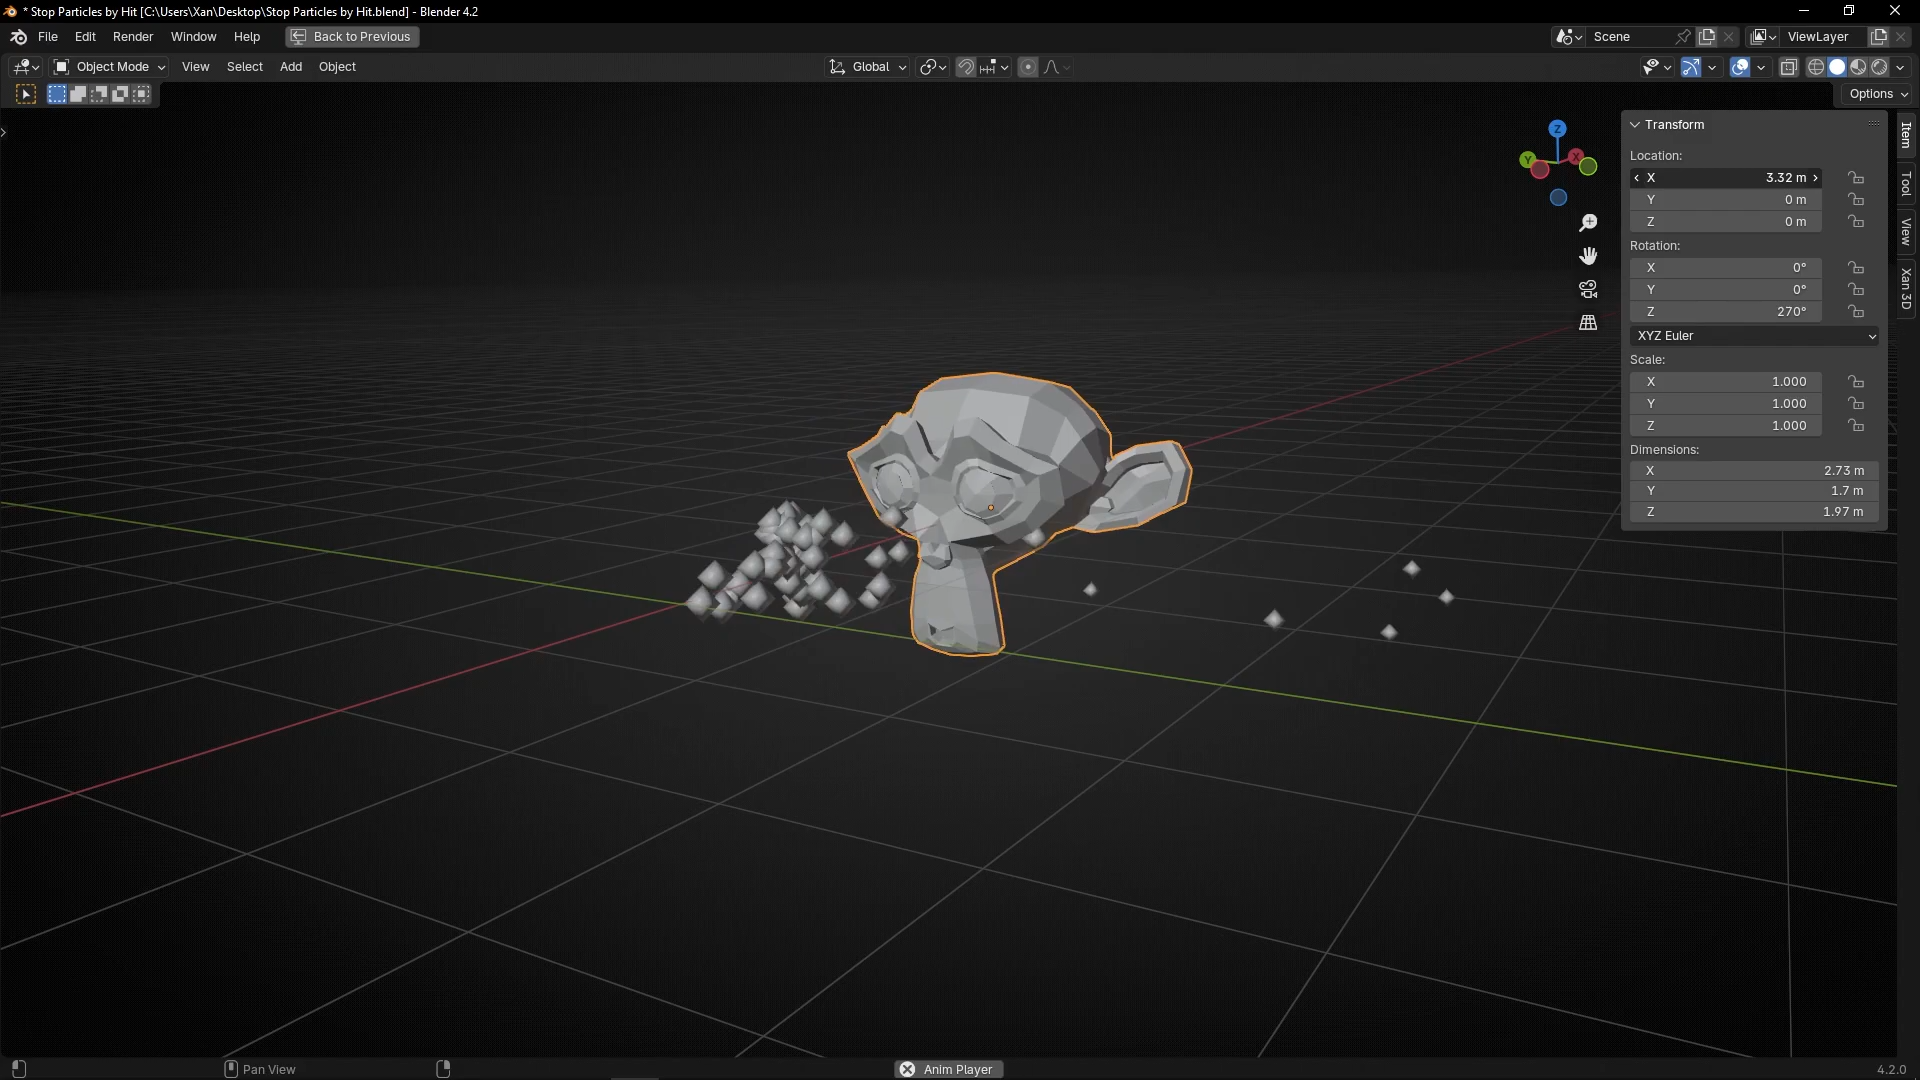 * Stop Particles by Hit [C:\Users\Xan\Desktop\Stop Particles by Hit.blend] - Blender 4.2
File Edit Render Window Help Back to Previous Scene ViewLayer
Object Mode View Select Add Object Global
Options
Z
Y X
Transform
Location:
X 3.32 m
Y 0 m
Z 0 m
Rotation:
X 0°
Y 0°
Z 270°
XYZ Euler
Scale:
X 1.000
Y 1.000
Z 1.000
Dimensions:
X 2.73 m
Y 1.7 m
Z 1.97 m
Item
Tool
View
Xan 3D
Pan View Anim Player 4.2.0